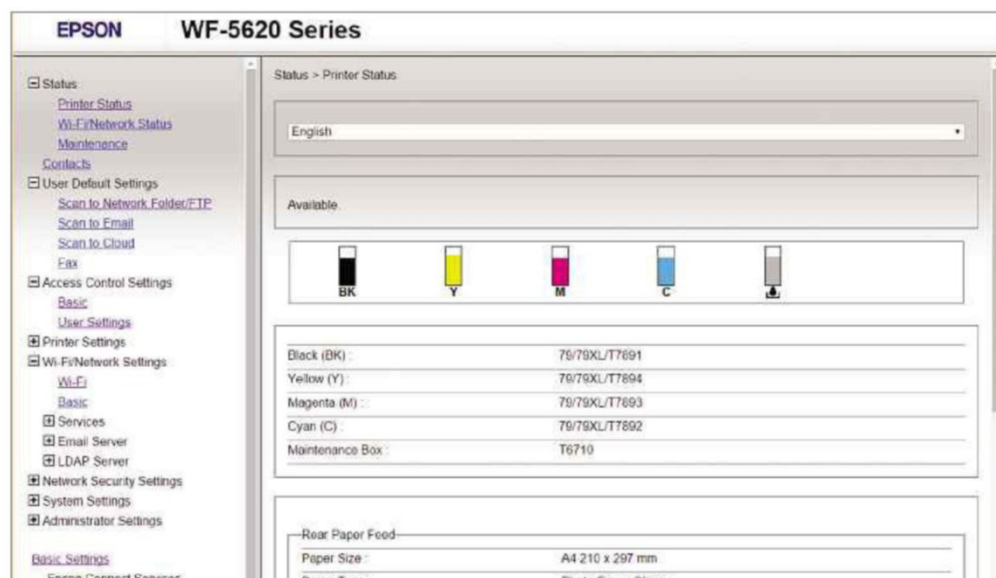 EPSON WF-5620 Series
Status
Printer Status
Wi-Fi/Network Status
Maintenance
Contacts
User Default Settings
Scan to Network Folder/FTP
Scan to Email
Scan to Cloud
Fax
Access Control Settings
Basic
User Settings
Printer Settings
Wi-Fi/Network Settings
Wi-Fi
Basic
Services
Email Server
LDAP Server
Network Security Settings
System Settings
Administrator Settings
Basic Settings
Epson Connect Services
Status > Printer Status
English
Available.
BK Y M C
Black (BK) : 79/79XL/T7891
Yellow (Y) : 79/79XL/T7894
Magenta (M) : 79/79XL/T7893
Cyan (C) : 79/79XL/T7892
Maintenance Box : T6710
Rear Paper Feed
Paper Size : A4 210 x 297 mm